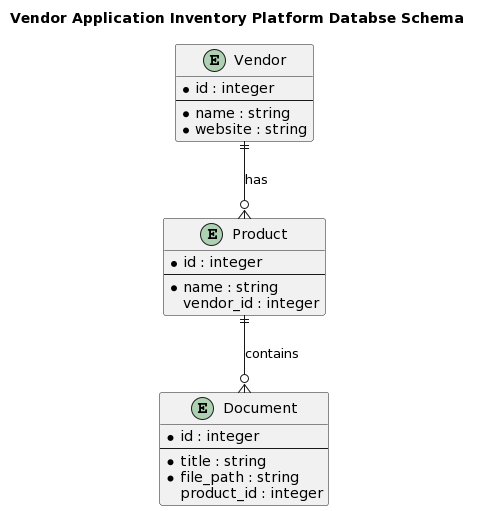 Vendor Application Inventory Platform Databse Schema
E Vendor
id : integer
name : string
website : string
has
E Product
id : integer
name : string
vendor_id : integer
contains
E Document
id : integer
title : string
file_path : string
product_id : integer